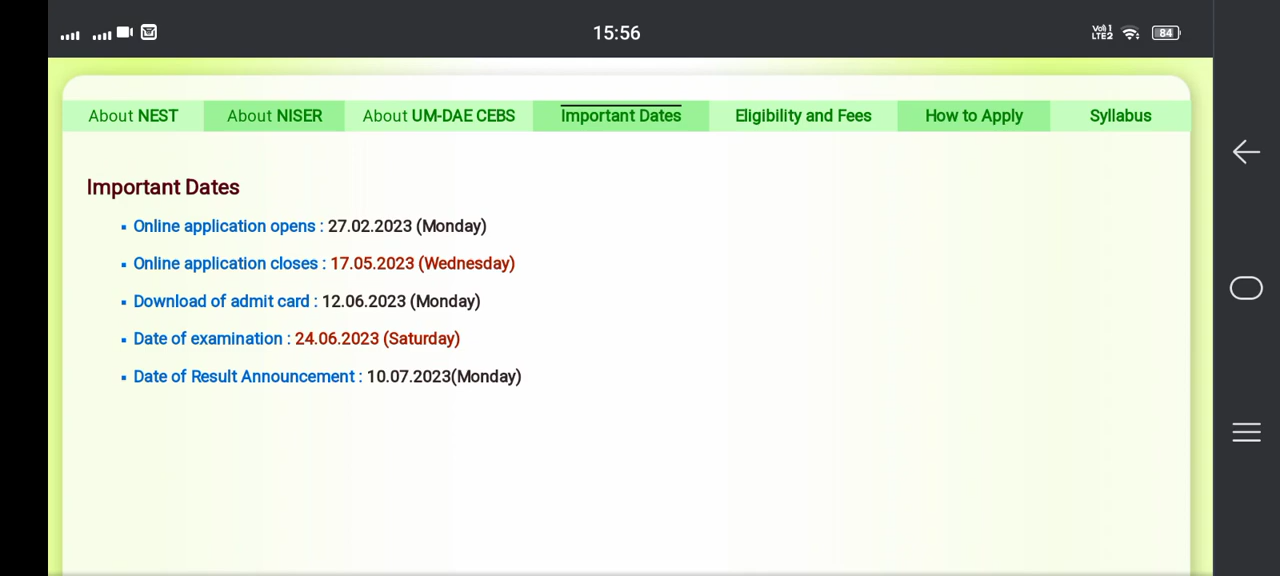 15:56
Vo) 1
LTE2
84
About NEST About NISER About UM-DAE CEBS Important Dates Eligibility and Fees How to Apply Syllabus
Important Dates
▪ Online application opens : 27.02.2023 (Monday)
▪ Online application closes : 17.05.2023 (Wednesday)
▪ Download of admit card : 12.06.2023 (Monday)
▪ Date of examination : 24.06.2023 (Saturday)
▪ Date of Result Announcement : 10.07.2023(Monday)